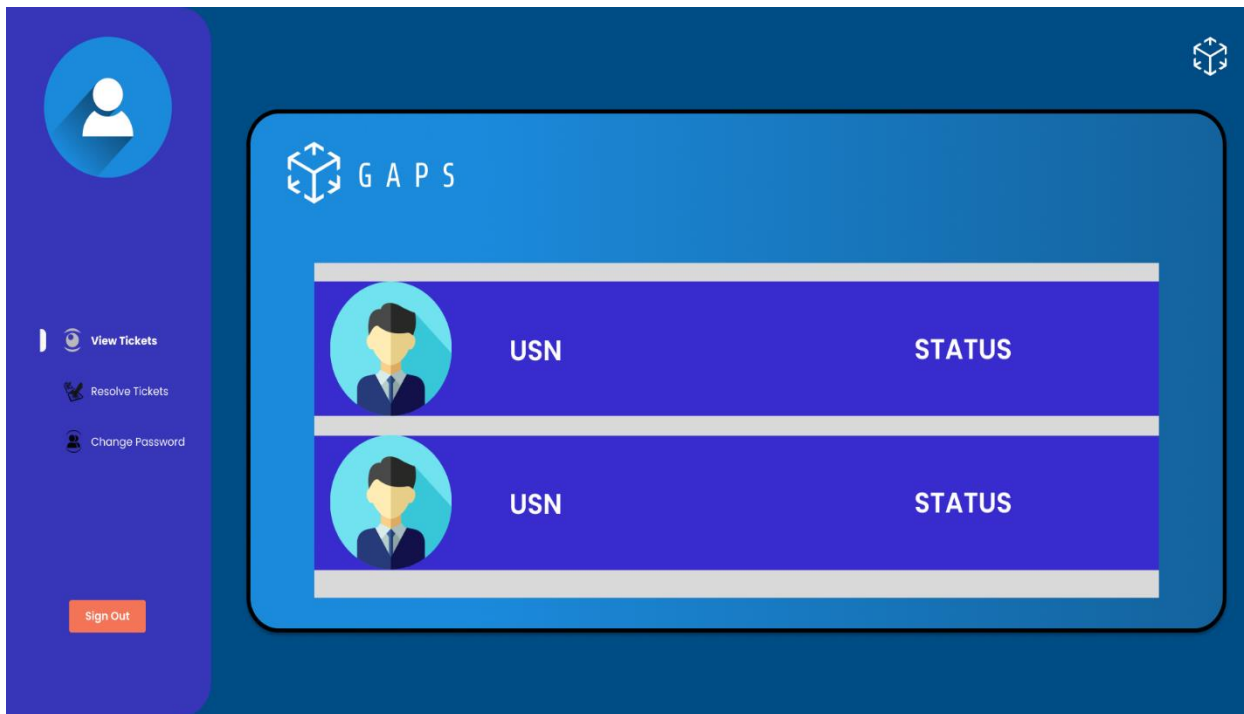 GAPS
View Tickets
Resolve Tickets
Change Password
Sign Out
USN STATUS
USN STATUS